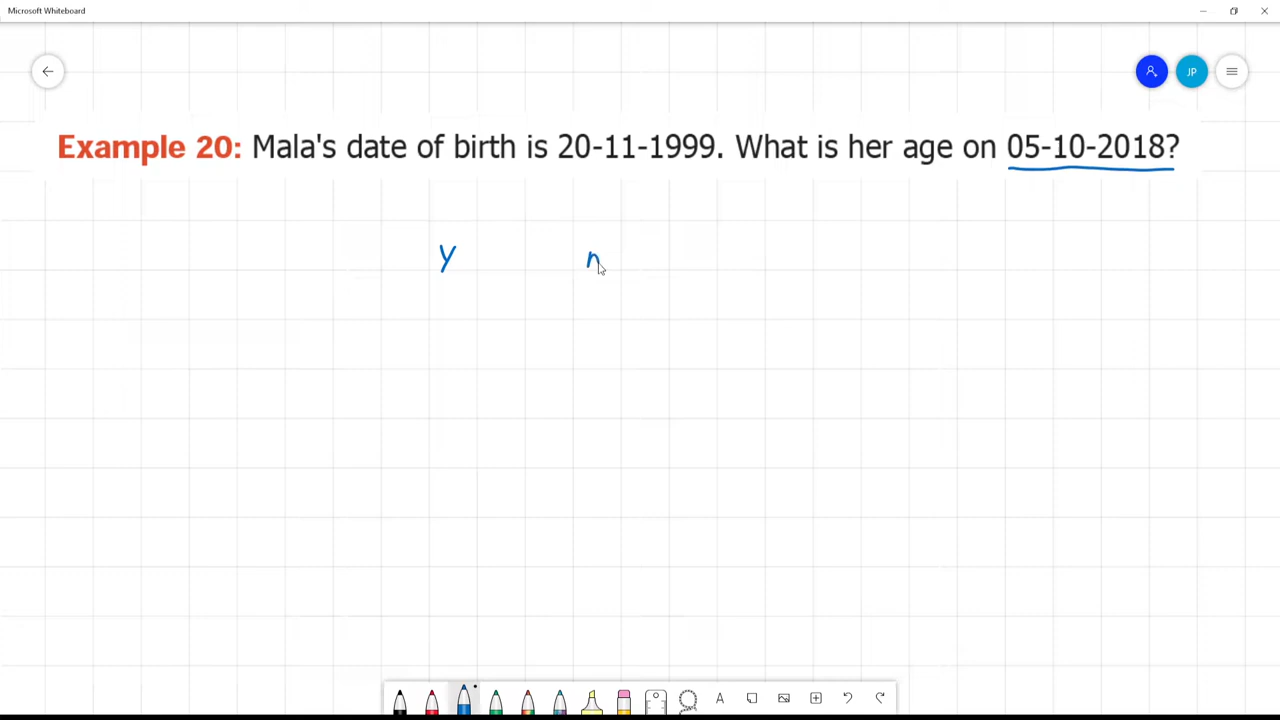 Microsoft Whiteboard
JP
Example 20: Mala's date of birth is 20-11-1999. What is her age on 05-10-2018?
y n
A